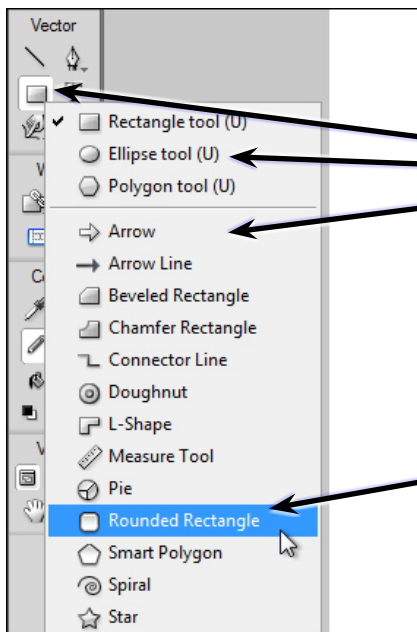 Vector
Rectangle tool (U)
Ellipse tool (U)
Polygon tool (U)
Arrow
Arrow Line
Beveled Rectangle
Chamfer Rectangle
Connector Line
Doughnut
L-Shape
Measure Tool
Pie
Rounded Rectangle
Smart Polygon
Spiral
Star